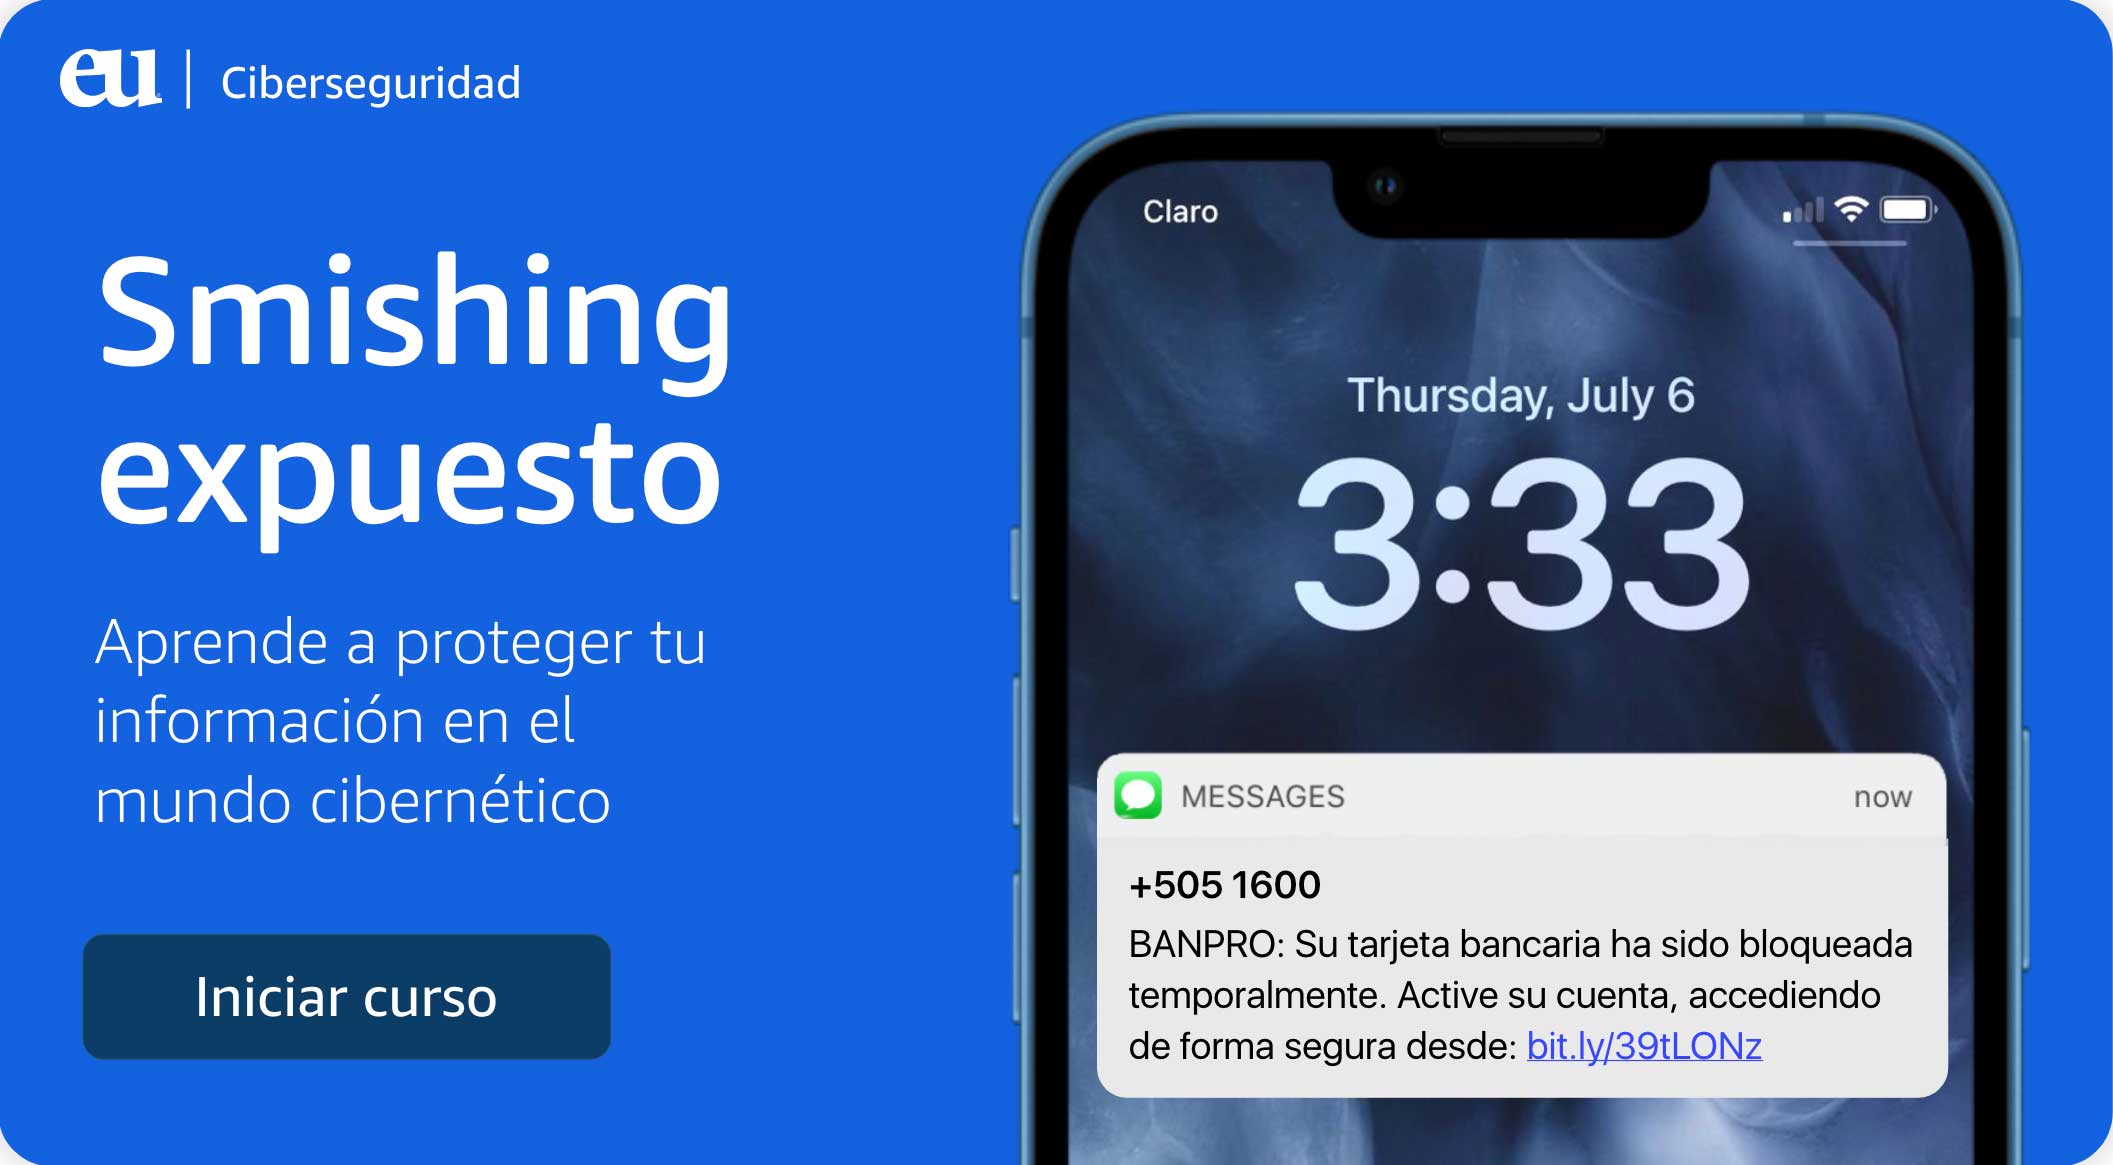 eu | Ciberseguridad
Smishing
expuesto
Aprende a proteger tu
información en el
mundo cibernético
Iniciar curso
Claro
Thursday, July 6
3:33
MESSAGES now
+505 1600
BANPRO: Su tarjeta bancaria ha sido bloqueada
temporalmente. Active su cuenta, accediendo
de forma segura desde: bit.ly/39tLONz